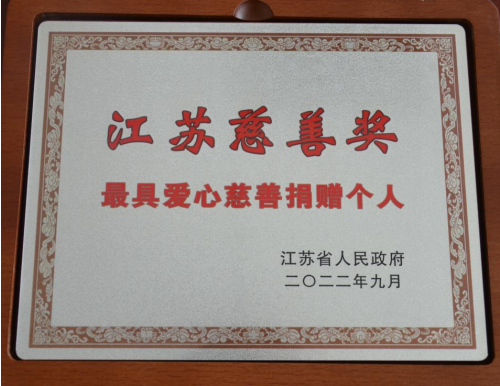 江苏慈善奖
最具爱心慈善捐赠个人
江苏省人民政府
二〇二二年九月